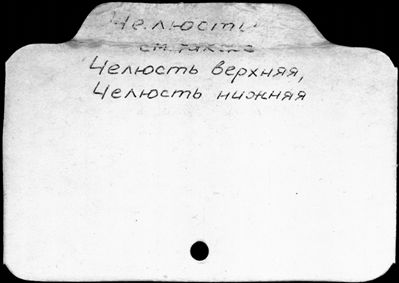 Челюсти
см. также
Челюсть верхняя,
Челюсть нижняя